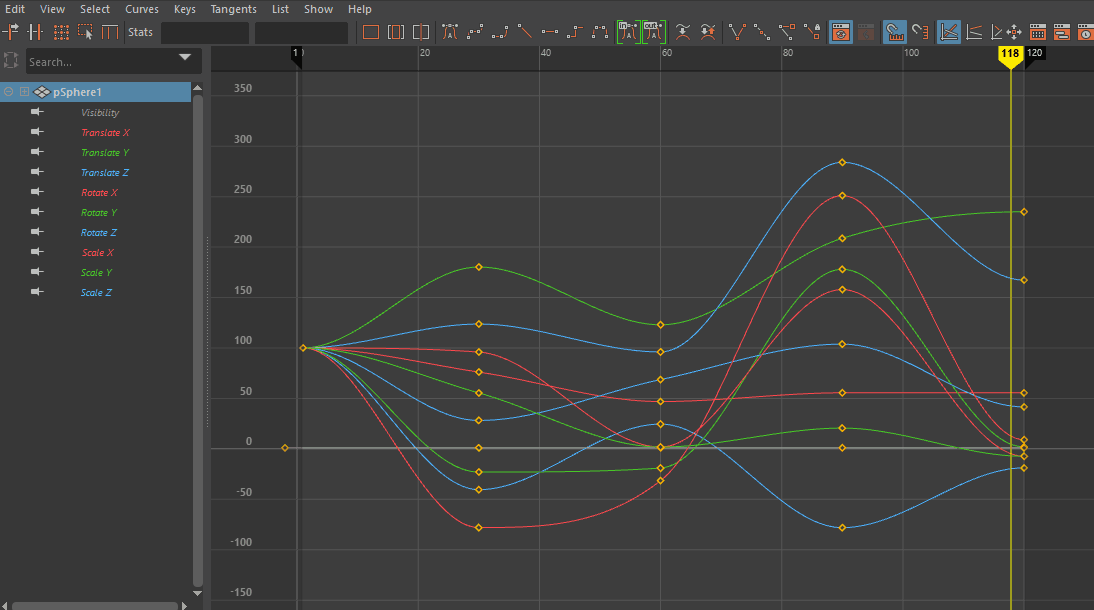 Edit View Select Curves Keys Tangents List Show Help
Stats
Search...
1 20 40 60 80 100 118 120
pSphere1
Visibility
Translate X
Translate Y
Translate Z
Rotate X
Rotate Y
Rotate Z
Scale X
Scale Y
Scale Z
350
300
250
200
150
100
50
0
-50
-100
-150